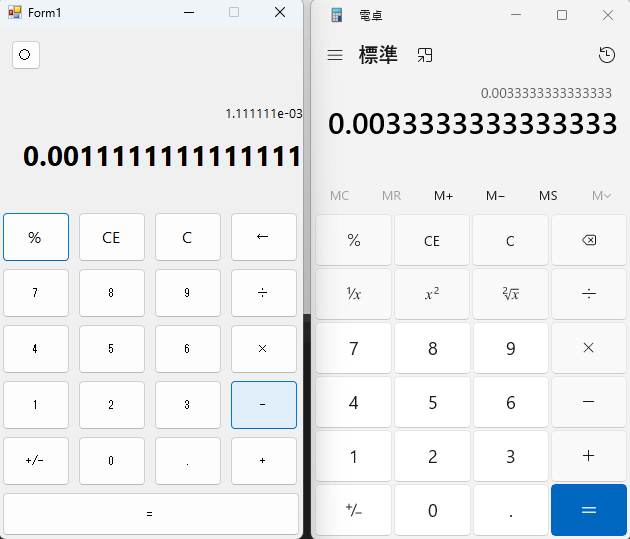 Form1
○
1.111111e-03
0.0011111111111111
% CE C ←
7 8 9 ÷
4 5 6 ×
1 2 3 -
+/- 0 . +
=
電卓
標準
0.0033333333333333
0.0033333333333333
MC MR M+ M− MS M
% CE C
¹/x x² ²√x ÷
7 8 9 ×
4 5 6 −
1 2 3 +
+/− 0 . =